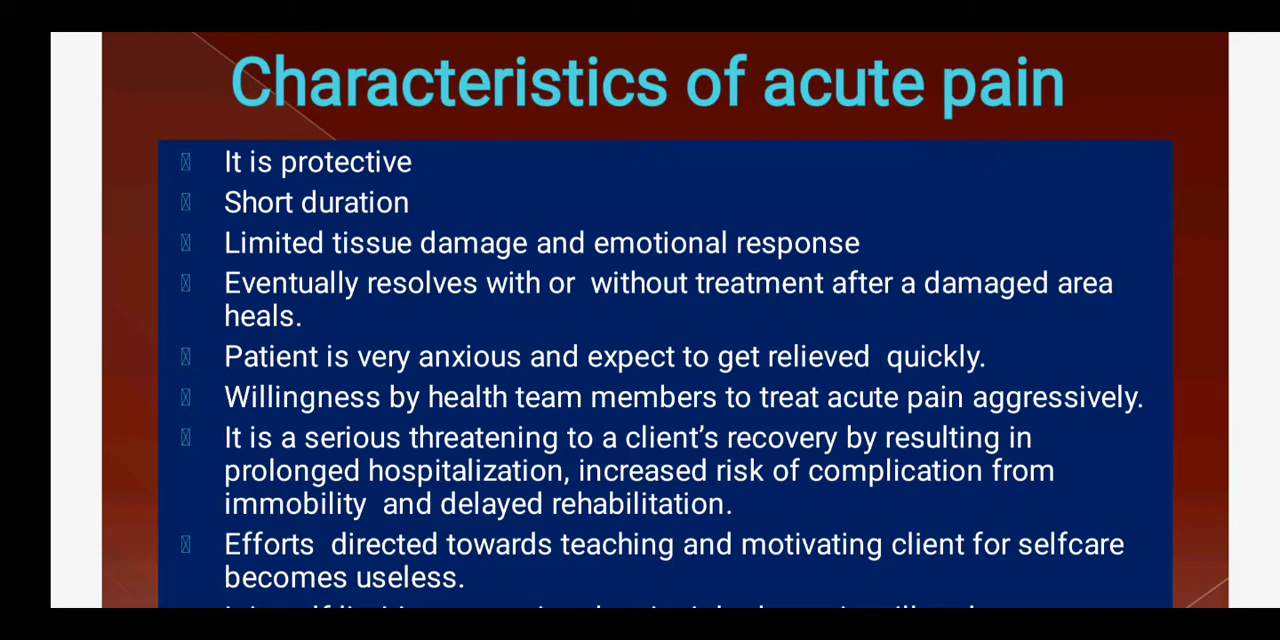 Characteristics of acute pain
It is protective
Short duration
Limited tissue damage and emotional response
Eventually resolves with or without treatment after a damaged area
heals.
Patient is very anxious and expect to get relieved quickly.
Willingness by health team members to treat acute pain aggressively.
It is a serious threatening to a client’s recovery by resulting in
prolonged hospitalization, increased risk of complication from
immobility and delayed rehabilitation.
Efforts directed towards teaching and motivating client for selfcare
becomes useless.